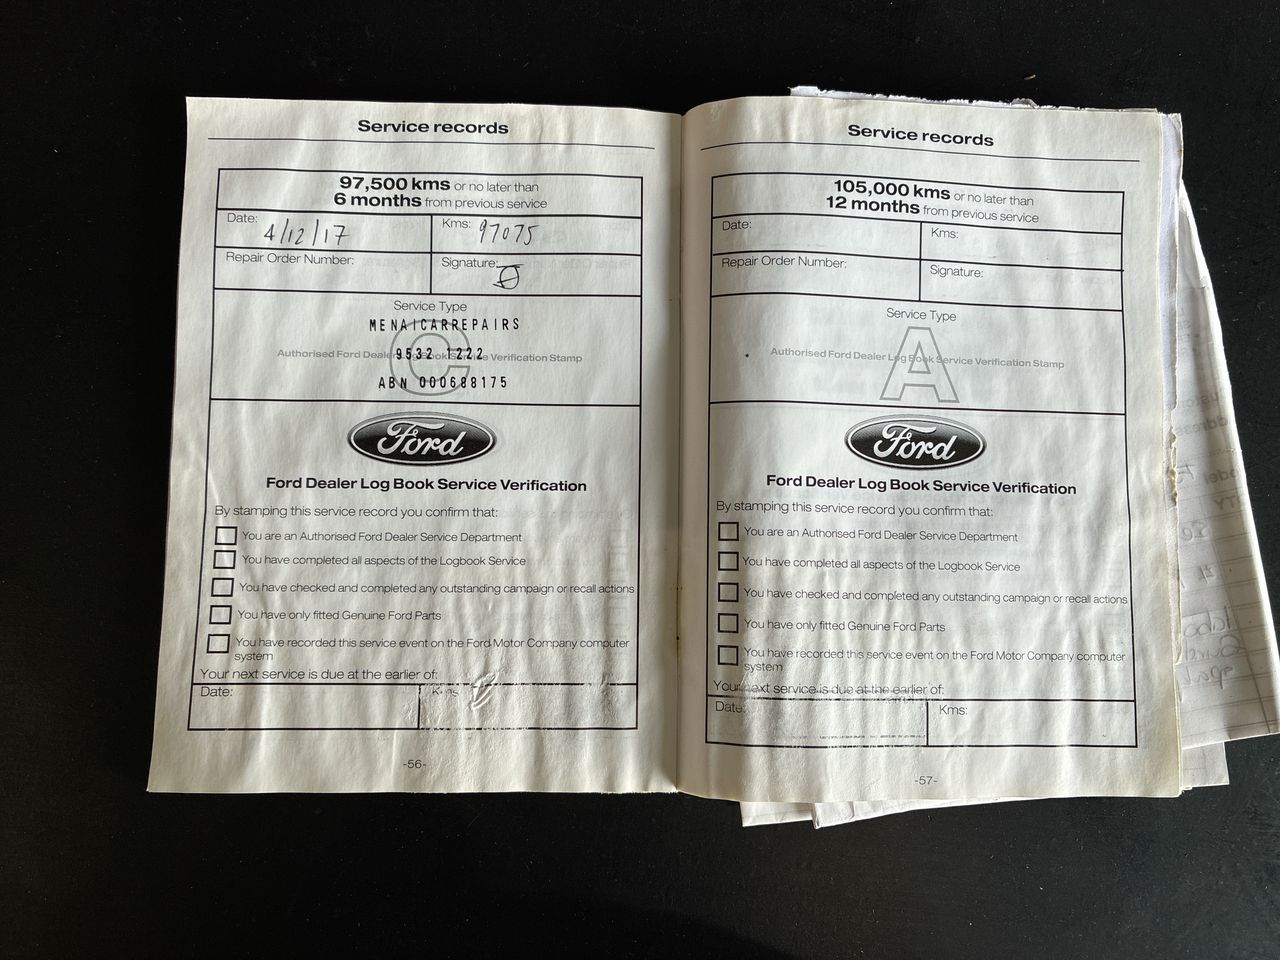 Service records
97,500 kms or no later than
6 months from previous service
Date: 4/12/17
Kms: 97075
Repair Order Number:
Signature:
Service Type
MENAICARREPAIRS
C
Authorised Ford Dealer Log Book Service Verification Stamp
9532 1222
ABN 000688175
Ford
Ford Dealer Log Book Service Verification
By stamping this service record you confirm that:
You are an Authorised Ford Dealer Service Department
You have completed all aspects of the Logbook Service
You have checked and completed any outstanding campaign or recall actions
You have only fitted Genuine Ford Parts
You have recorded this service event on the Ford Motor Company computer
system
Your next service is due at the earlier of:
Date:
Kms
-56-
Service records
105,000 kms or no later than
12 months from previous service
Date:
Kms:
Repair Order Number:
Signature:
Service Type
A
Authorised Ford Dealer Log Book Service Verification Stamp
Ford
Ford Dealer Log Book Service Verification
By stamping this service record you confirm that:
You are an Authorised Ford Dealer Service Department
You have completed all aspects of the Logbook Service
You have checked and completed any outstanding campaign or recall actions
You have only fitted Genuine Ford Parts
You have recorded this service event on the Ford Motor Company computer
system
Your next service is due at the earlier of:
Date:
Kms:
-57-